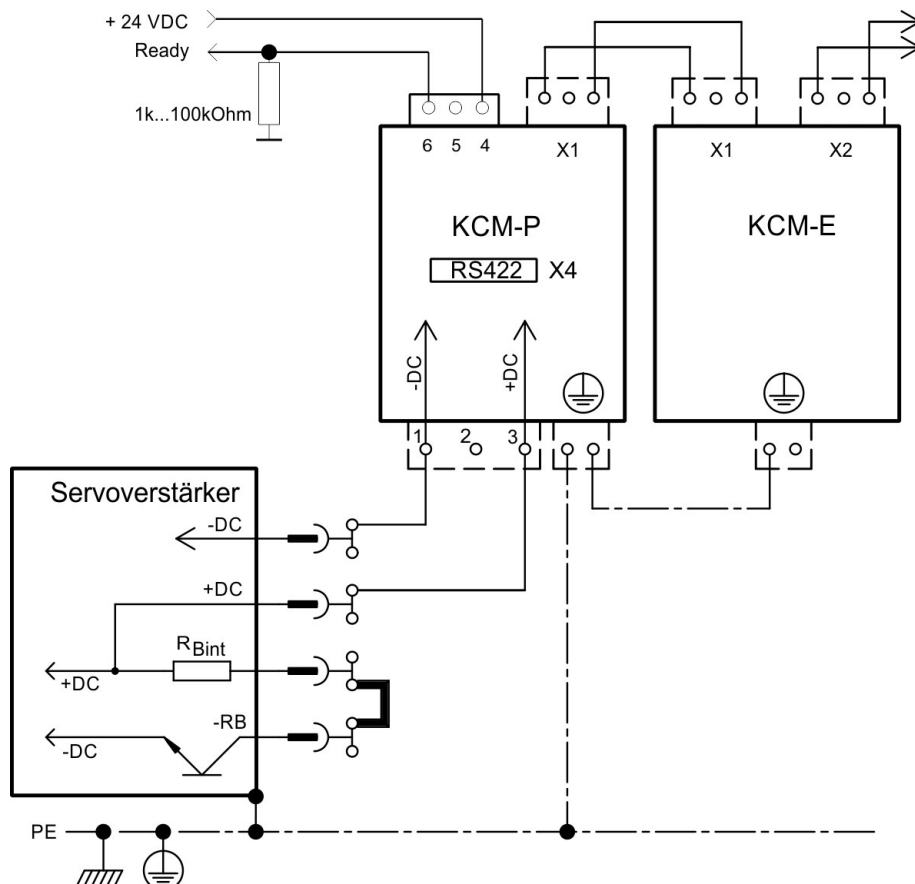 + 24 VDC
Ready
1k...100kOhm
6 5 4
X1
X1
X2
KCM-P
KCM-E
RS422
X4
-DC
+DC
1
2
3
Servoverstärker
-DC
+DC
RBint
+DC
-RB
-DC
PE